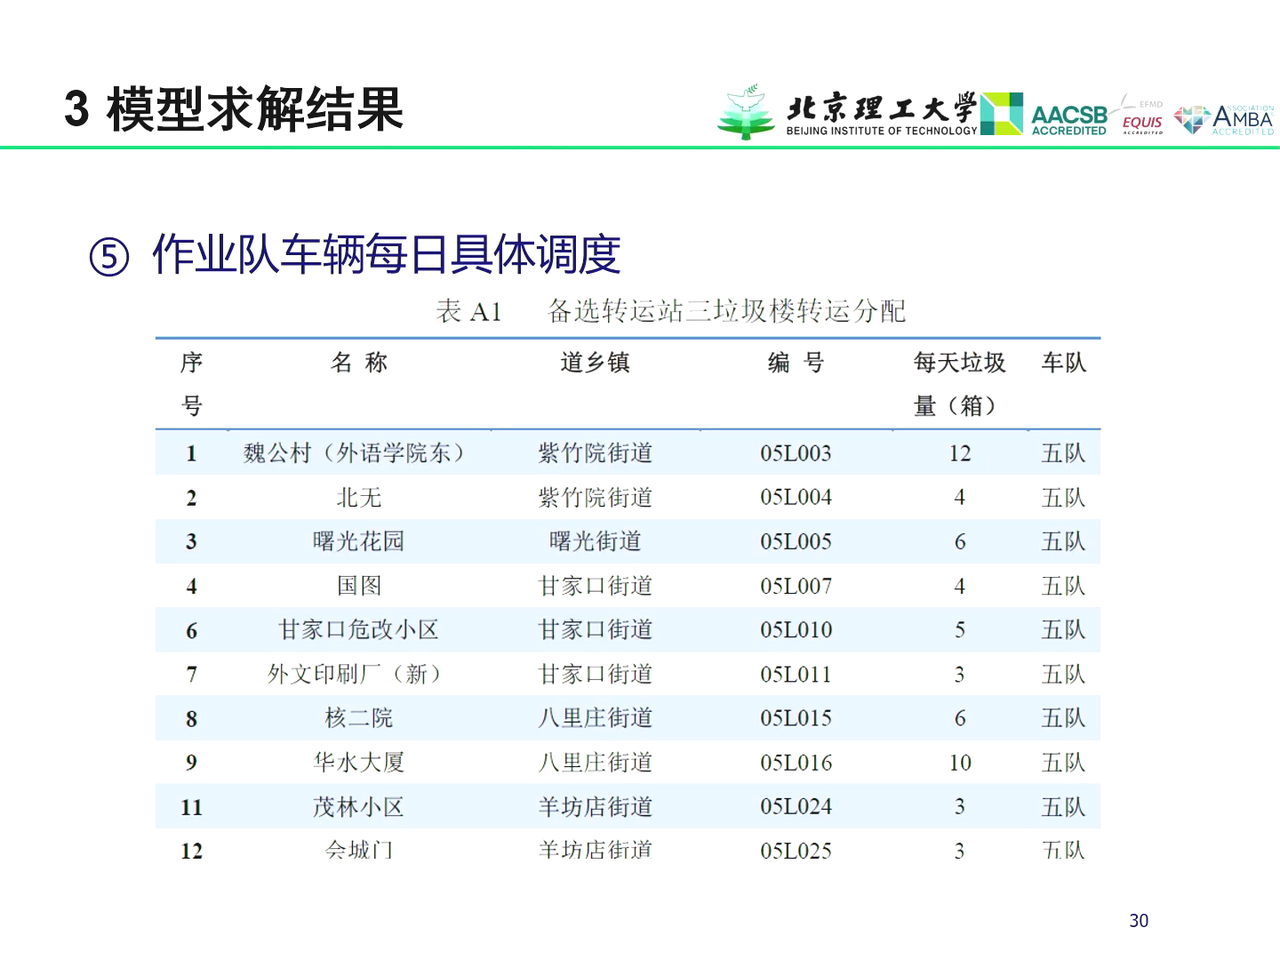 3 模型求解结果
北京理工大学
BEIJING INSTITUTE OF TECHNOLOGY
AACSB
ACCREDITED
EFMD
EQUIS
ACCREDITED
ASSOCIATION
AMBA
ACCREDITED
⑤ 作业队车辆每日具体调度
表 A1 备选转运站三垃圾楼转运分配
序号 名 称 道乡镇 编 号 每天垃圾量（箱） 车队
1 魏公村（外语学院东） 紫竹院街道 05L003 12 五队
2 北无 紫竹院街道 05L004 4 五队
3 曙光花园 曙光街道 05L005 6 五队
4 国图 甘家口街道 05L007 4 五队
6 甘家口危改小区 甘家口街道 05L010 5 五队
7 外文印刷厂（新） 甘家口街道 05L011 3 五队
8 核二院 八里庄街道 05L015 6 五队
9 华水大厦 八里庄街道 05L016 10 五队
11 茂林小区 羊坊店街道 05L024 3 五队
12 会城门 羊坊店街道 05L025 3 五队
30